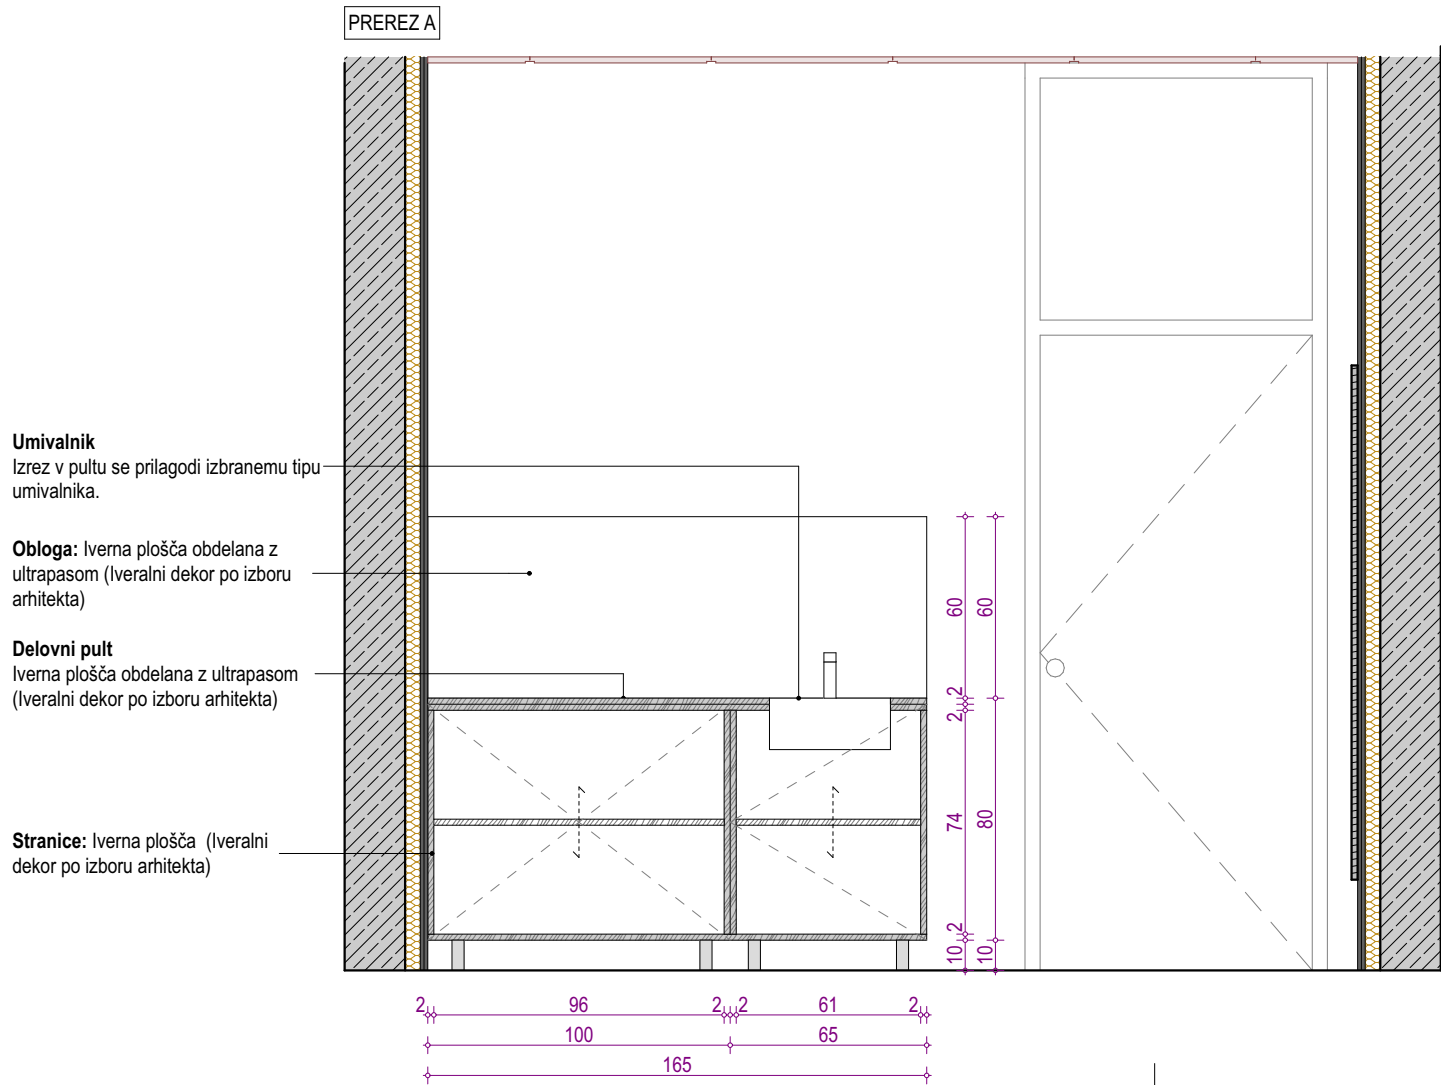 PREREZ A
Umivalnik
Izrez v pultu se prilagodi izbranemu tipu
umivalnika.
Obloga: Iverna plošča obdelana z
ultrapasom (Iveralni dekor po izboru
arhitekta)
Delovni pult
Iverna plošča obdelana z ultrapasom
(Iveralni dekor po izboru arhitekta)
Stranice: Iverna plošča (Iveralni
dekor po izboru arhitekta)
60 60
2
2
74 80
2
10 10
2 96 2 2 61 2
100 65
165